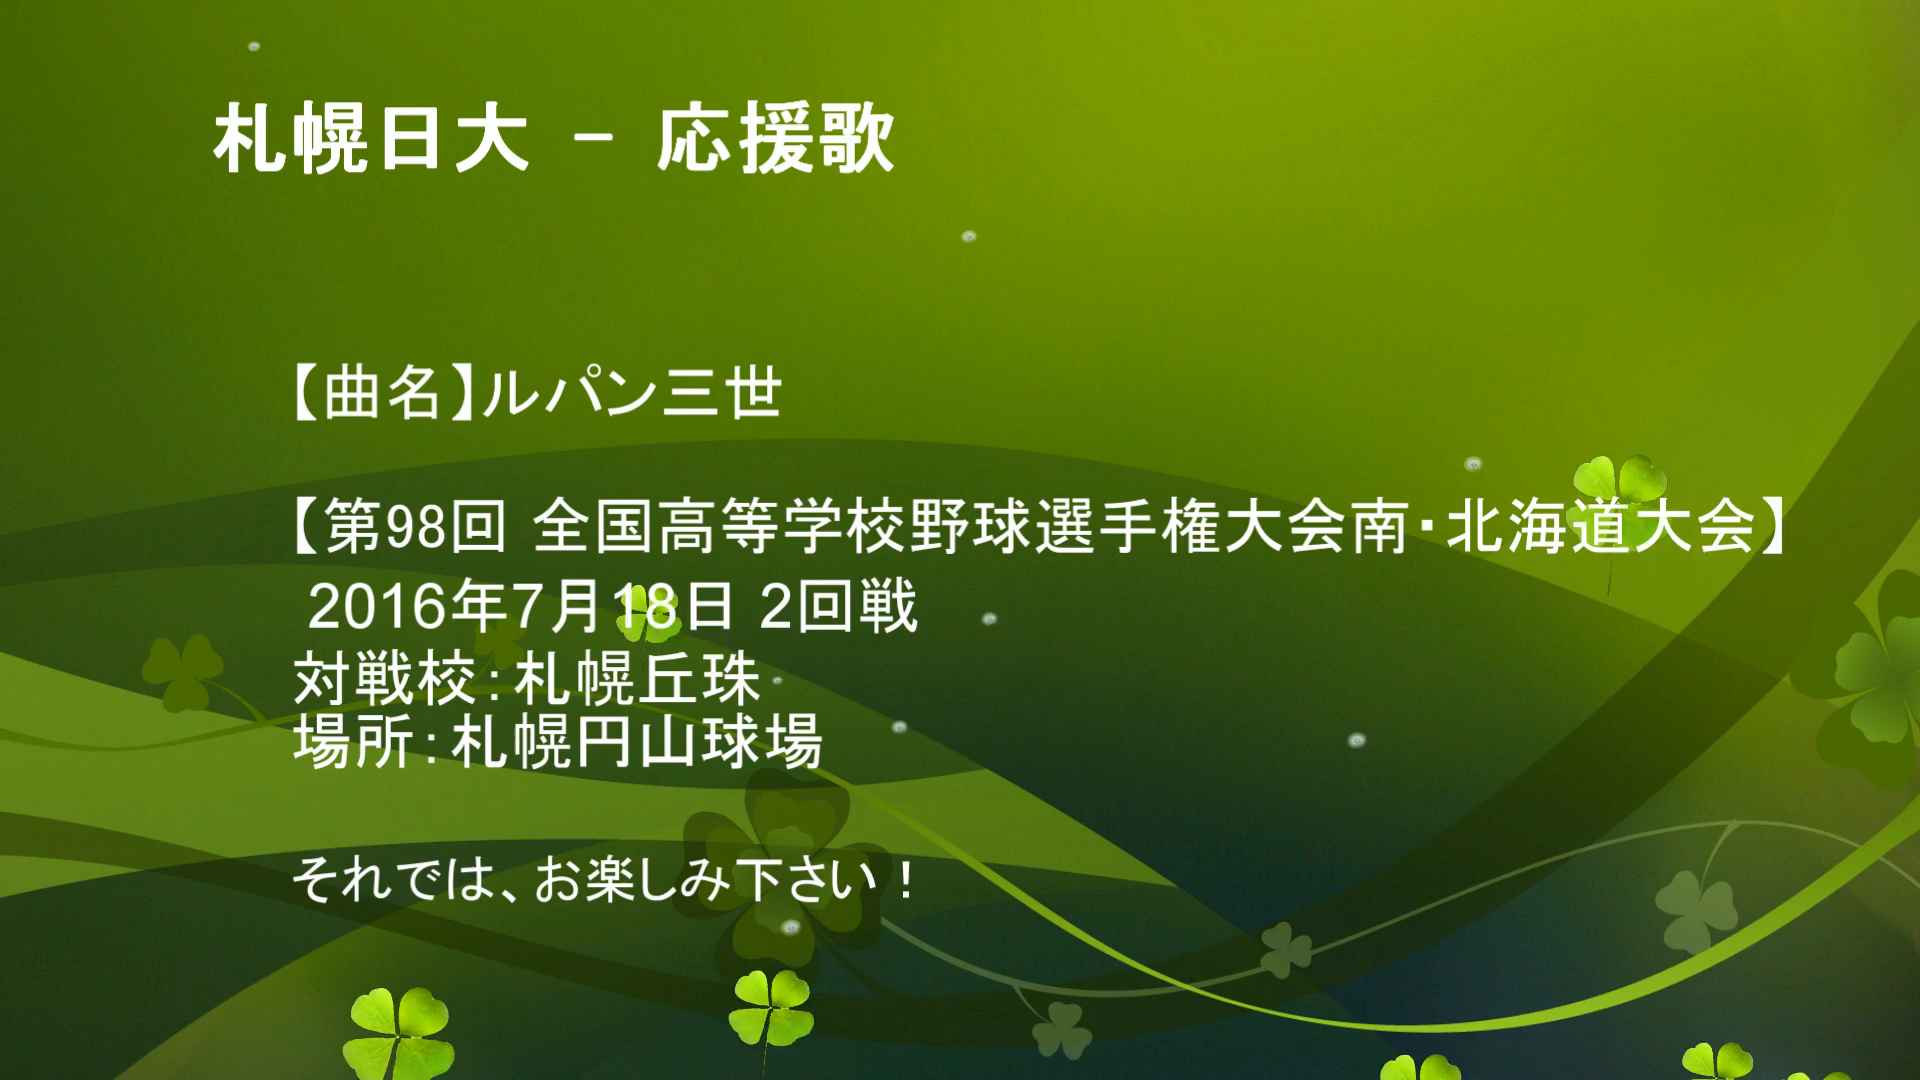 札幌日大 - 応援歌
【曲名】ルパン三世
【第98回 全国高等学校野球選手権大会南・北海道大会】
2016年7月18日 2回戦
対戦校：札幌丘珠
場所：札幌円山球場
それでは、お楽しみ下さい！